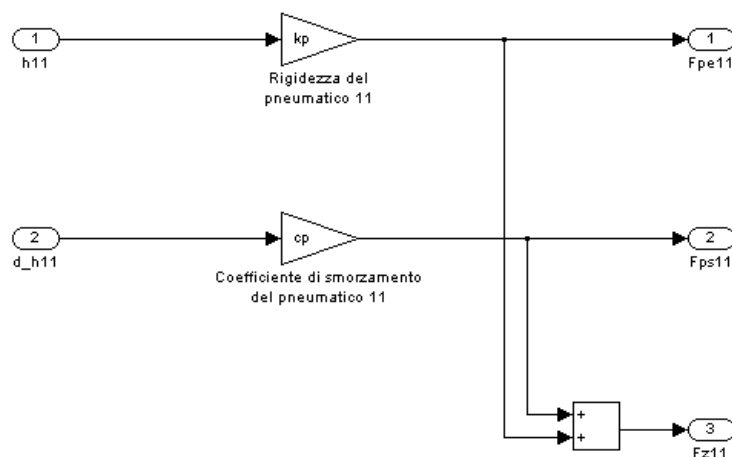 1
kp
1
h11
Fpe11
Rigidezza del
pneumatico 11
2
cp
2
d_h11
Fps11
Coefficiente di smorzamento
del pneumatico 11
+
+
3
Fz11